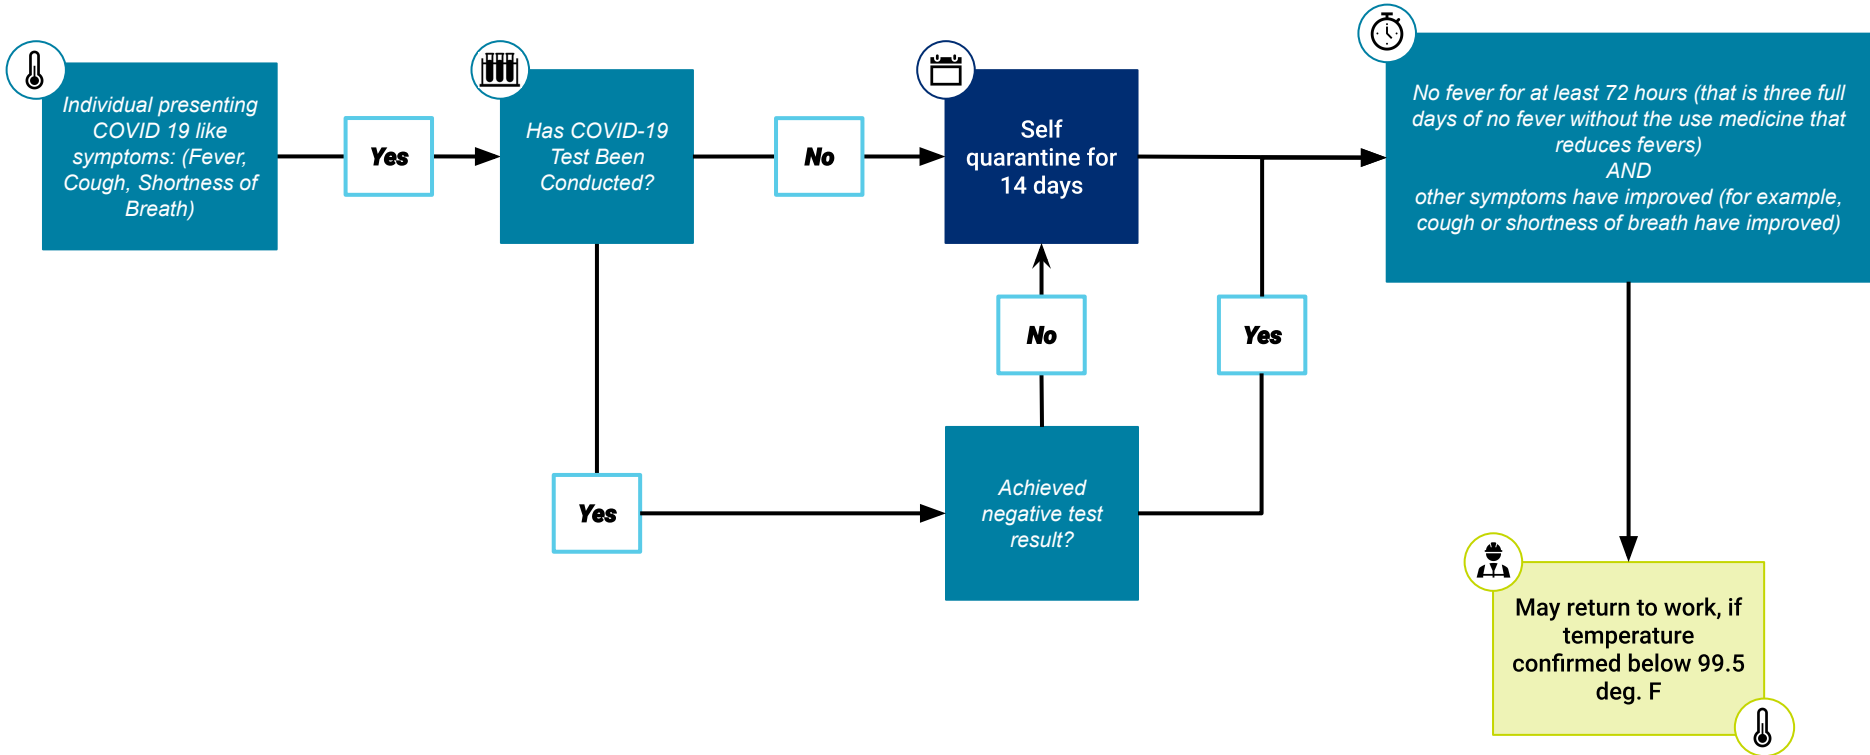 Individual presenting
COVID 19 like
symptoms: (Fever,
Cough, Shortness of
Breath)
Yes
Has COVID-19
Test Been
Conducted?
No
Self
quarantine for
14 days
No fever for at least 72 hours (that is three full
days of no fever without the use medicine that
reduces fevers)
AND
other symptoms have improved (for example,
cough or shortness of breath have improved)
No
Yes
Yes
Achieved
negative test
result?
May return to work, if
temperature
confirmed below 99.5
deg. F